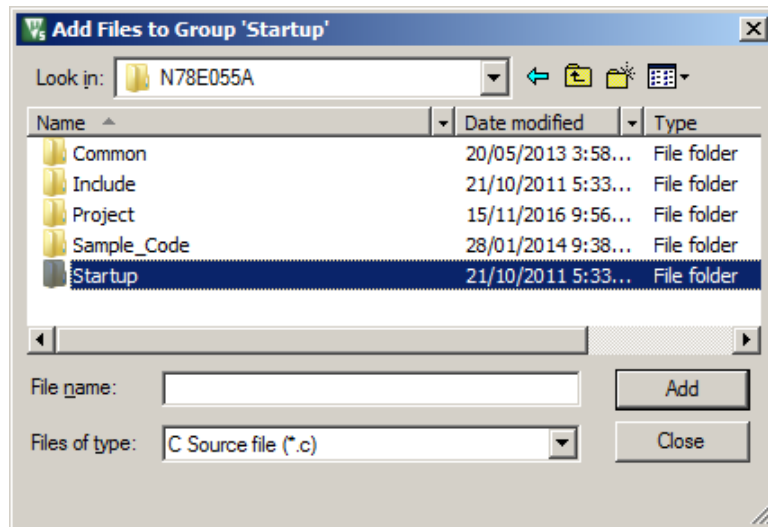 Add Files to Group 'Startup'
Look in: N78E055A
Name Date modified Type
Common 20/05/2013 3:58... File folder
Include 21/10/2011 5:33... File folder
Project 15/11/2016 9:56... File folder
Sample_Code 28/01/2014 9:38... File folder
Startup 21/10/2011 5:33... File folder
File name: Add
Files of type: C Source file (*.c) Close